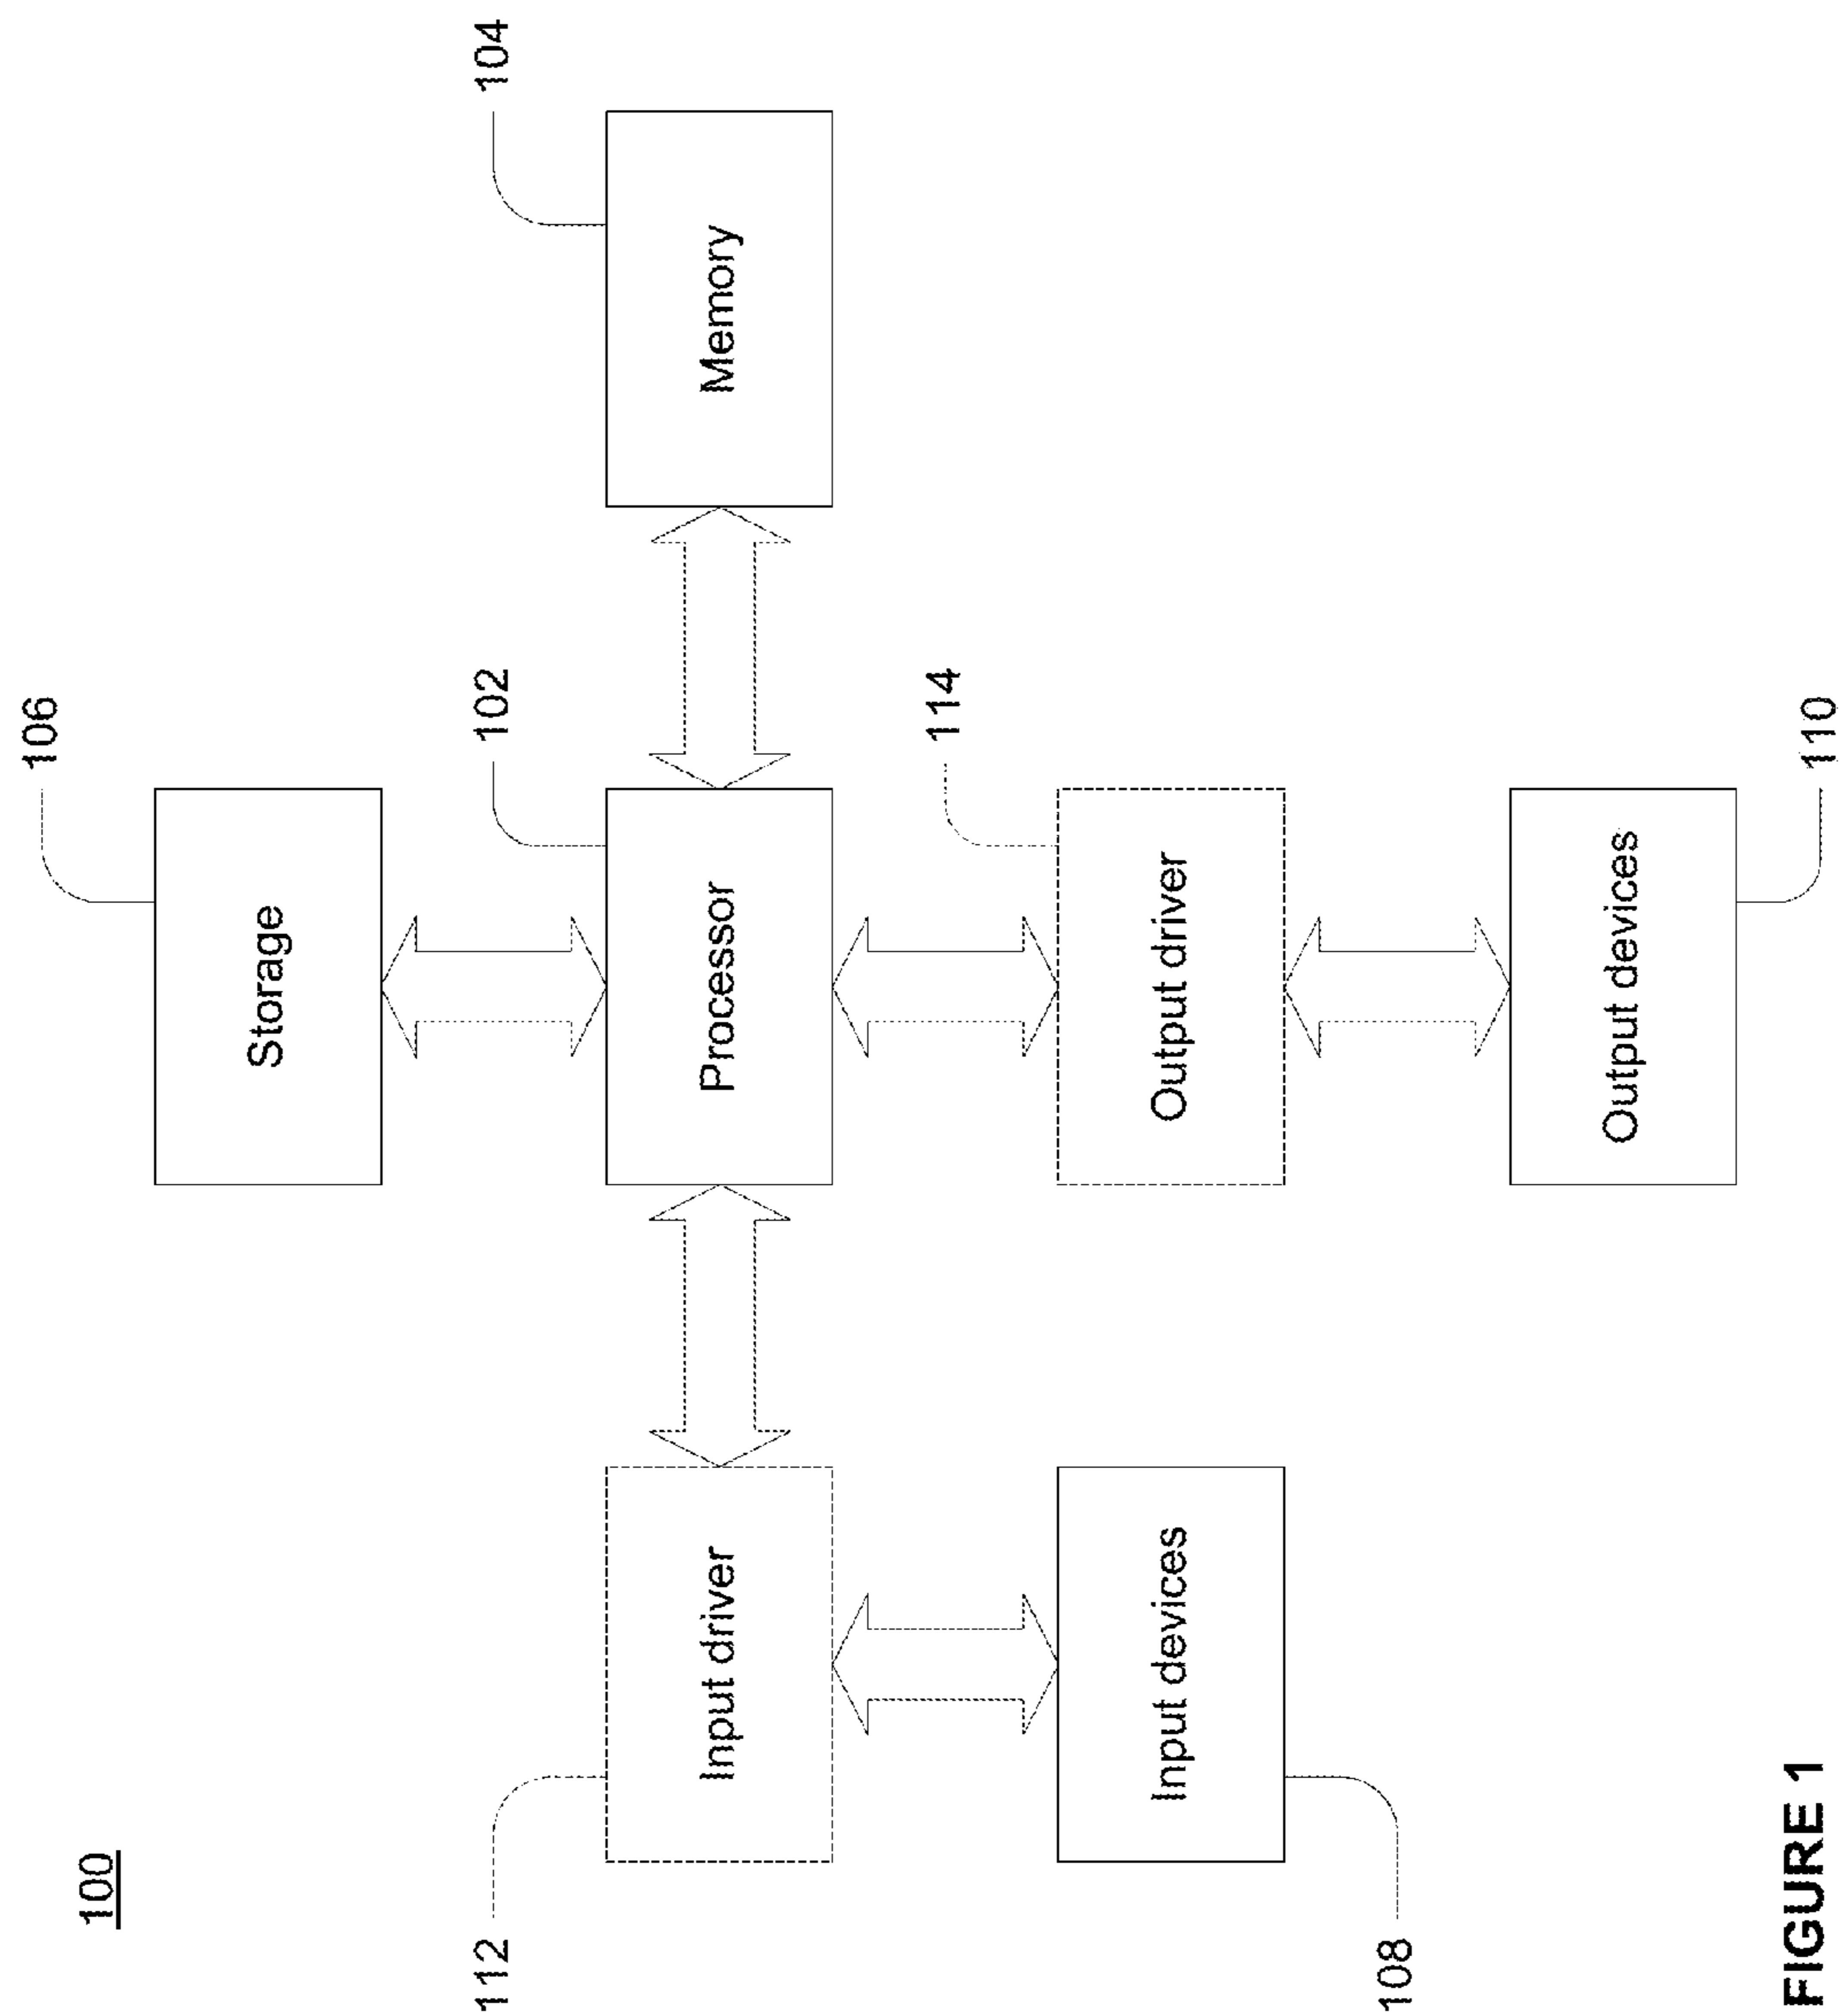 100
106
Storage
112
102
104
Input driver
Processor
Memory
114
Input devices
Output driver
108
Output devices
110
FIGURE 1